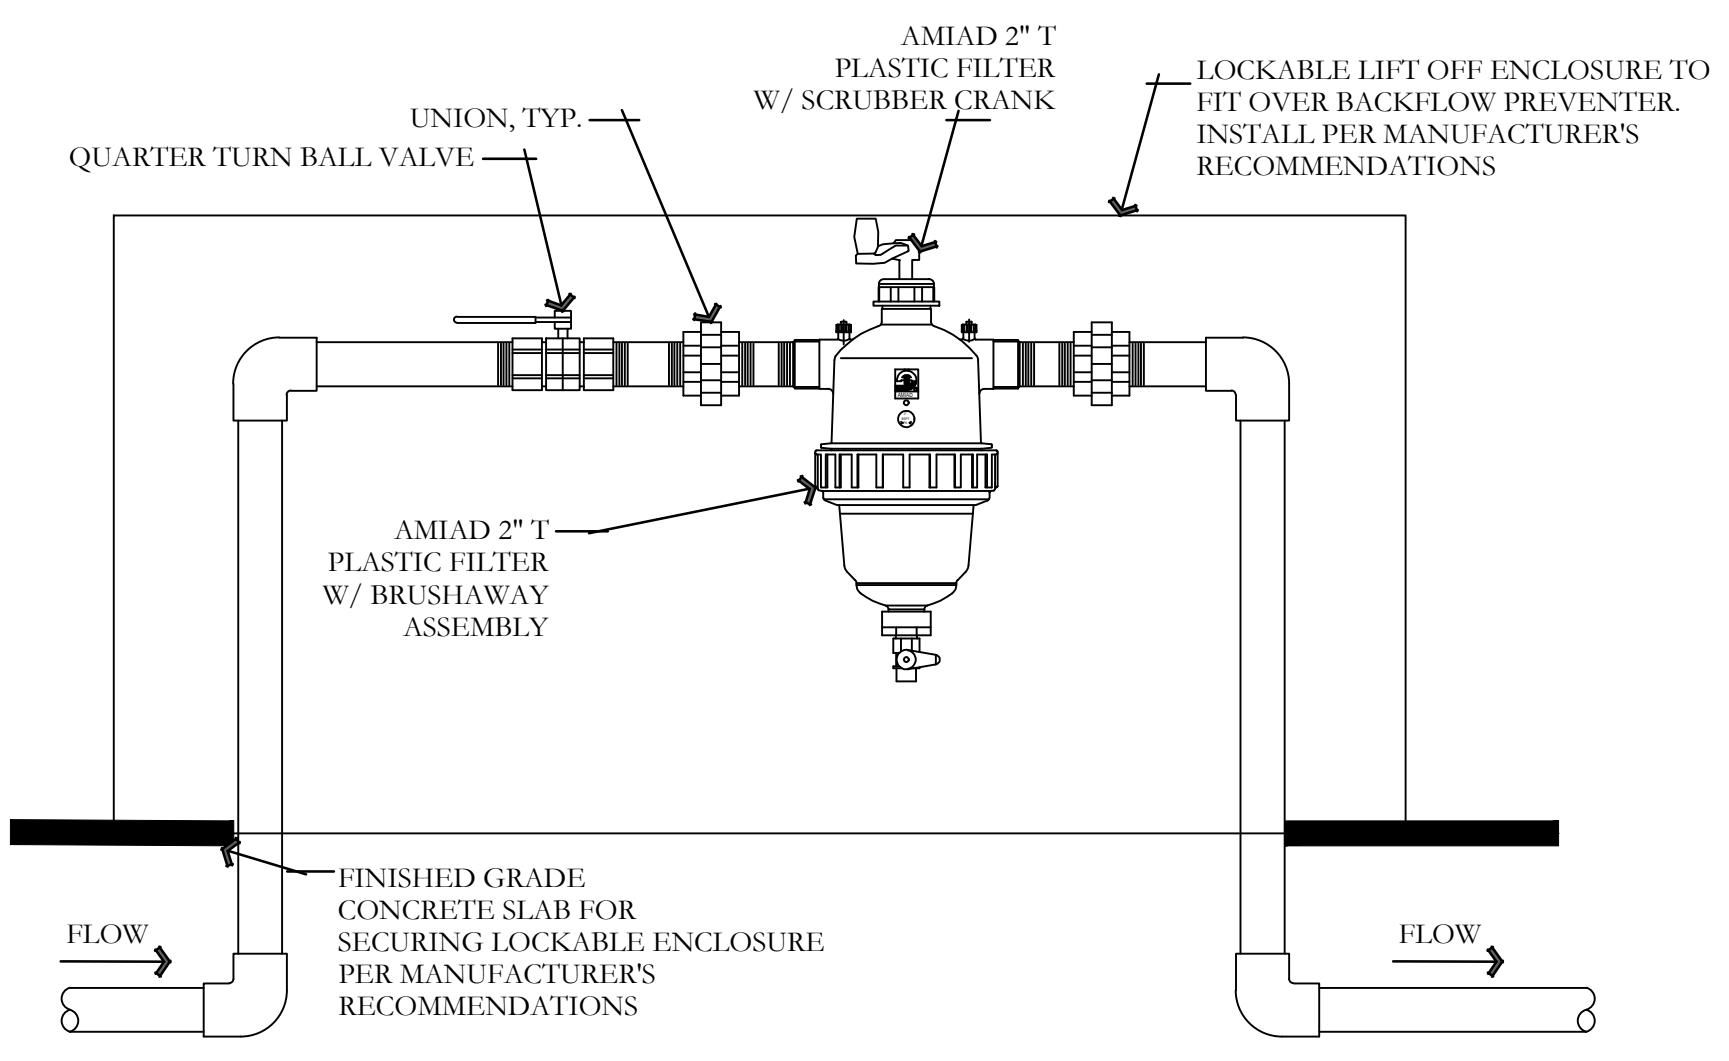 AMIAD 2" T
PLASTIC FILTER
W/ SCRUBBER CRANK
LOCKABLE LIFT OFF ENCLOSURE TO
FIT OVER BACKFLOW PREVENTER.
INSTALL PER MANUFACTURER'S
RECOMMENDATIONS
UNION, TYP.
QUARTER TURN BALL VALVE
AMIAD
AMIAD 2" T
PLASTIC FILTER
W/ BRUSHAWAY
ASSEMBLY
FINISHED GRADE
CONCRETE SLAB FOR
SECURING LOCKABLE ENCLOSURE
PER MANUFACTURER'S
RECOMMENDATIONS
FLOW
FLOW